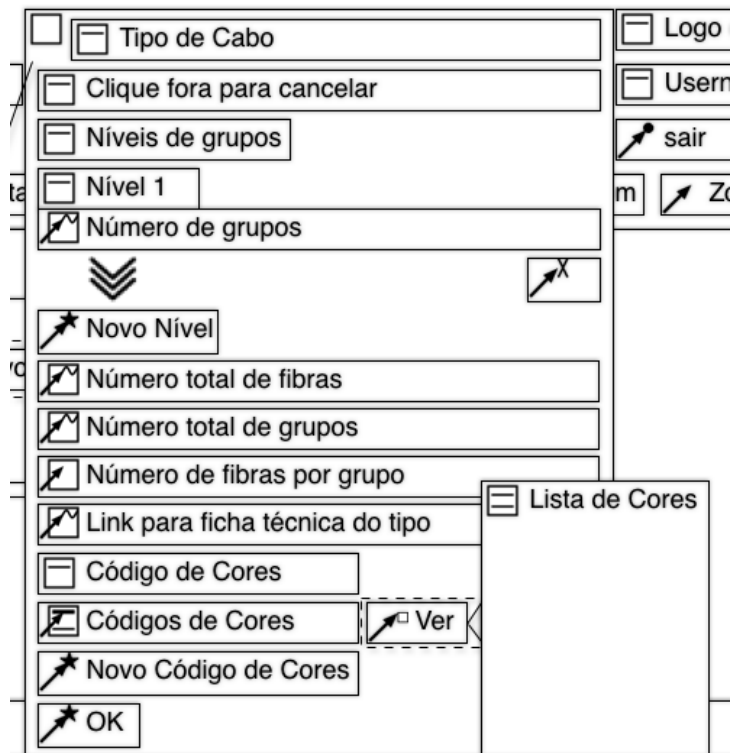 Tipo de Cabo
Logo
Clique fora para cancelar
Níveis de grupos
sair
Nível 1
m
Número de grupos
X
Novo Nível
Número total de fibras
Número total de grupos
Número de fibras por grupo
Lista de Cores
Link para ficha técnica do tipo
Código de Cores
Códigos de Cores
Ver
Novo Código de Cores
OK